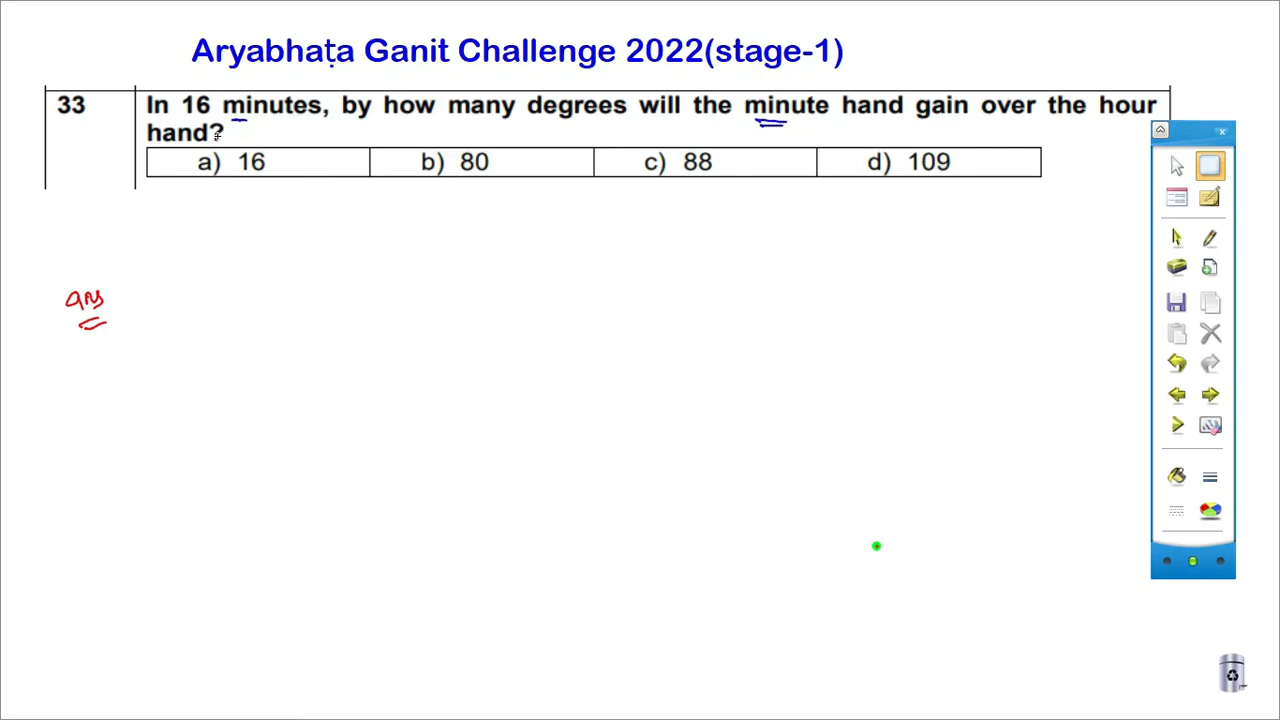 Aryabhaṭa Ganit Challenge 2022(stage-1)
33 In 16 minutes, by how many degrees will the minute hand gain over the hour
hand?
a) 16 b) 80 c) 88 d) 109
ans